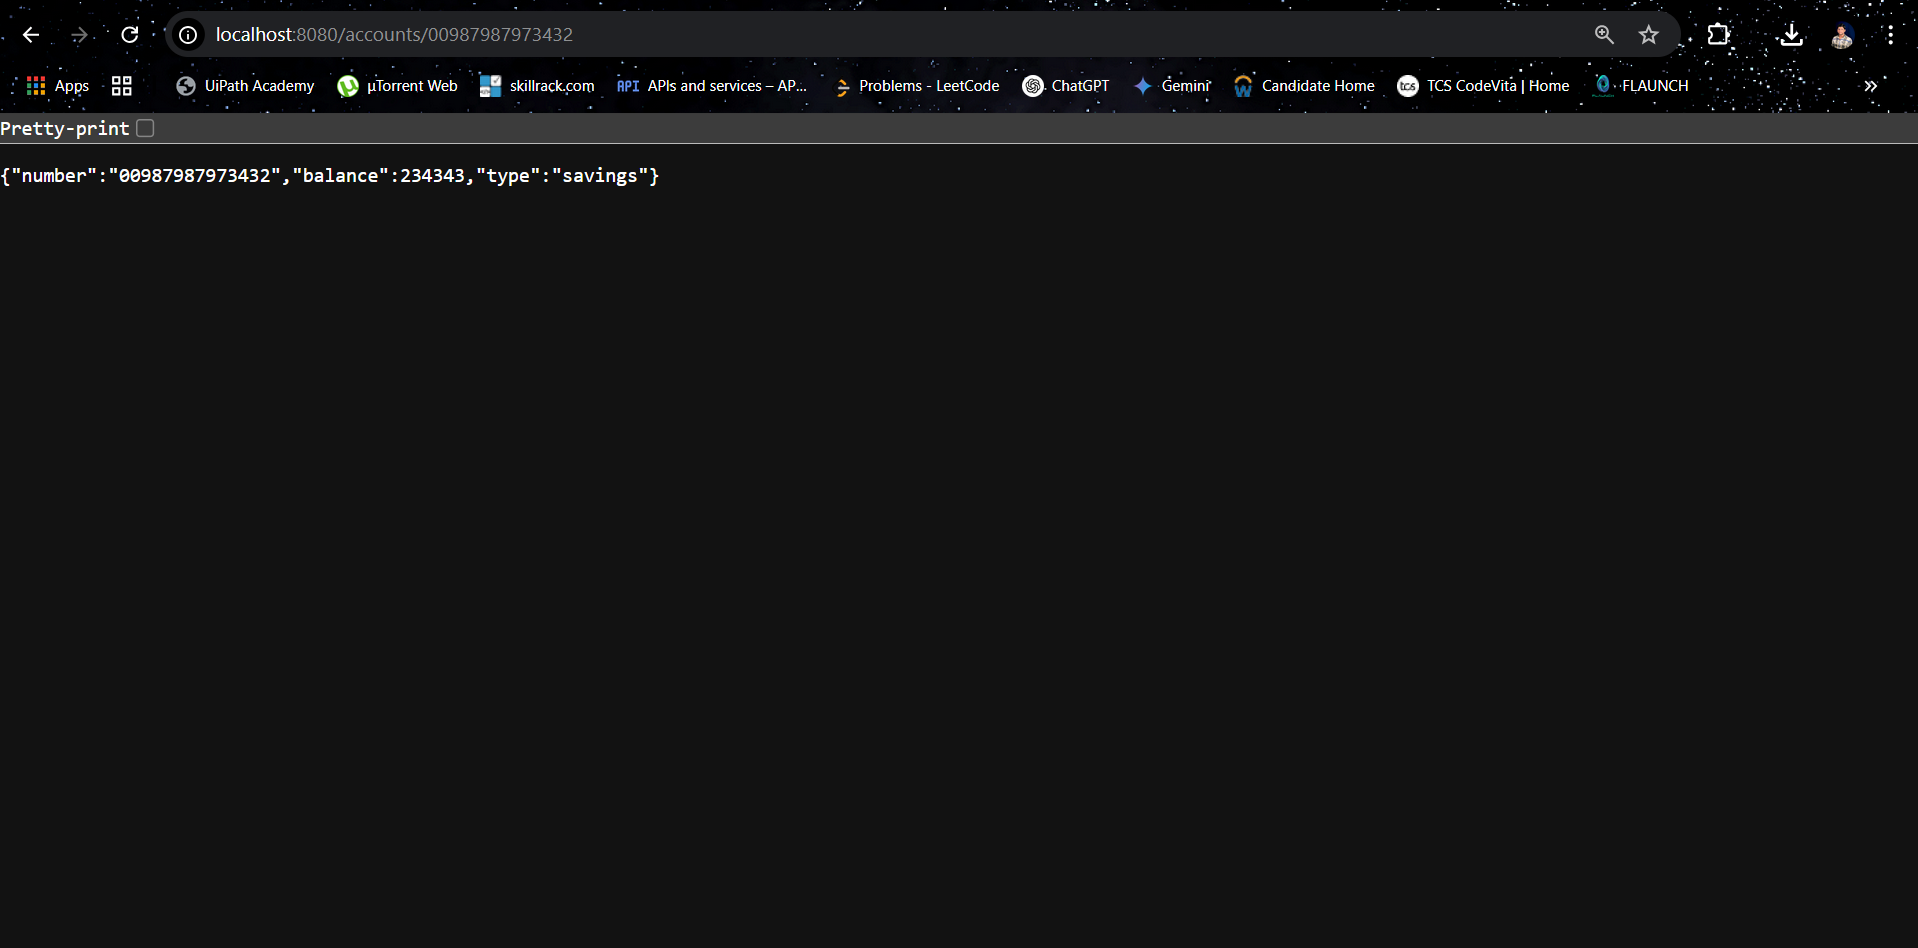 localhost:8080/accounts/00987987973432
Apps UiPath Academy µTorrent Web skillrack.com API APIs and services – AP... Problems - LeetCode ChatGPT Gemini Candidate Home tcs TCS CodeVita | Home FLAUNCH
Pretty-print
{"number":"00987987973432","balance":234343,"type":"savings"}